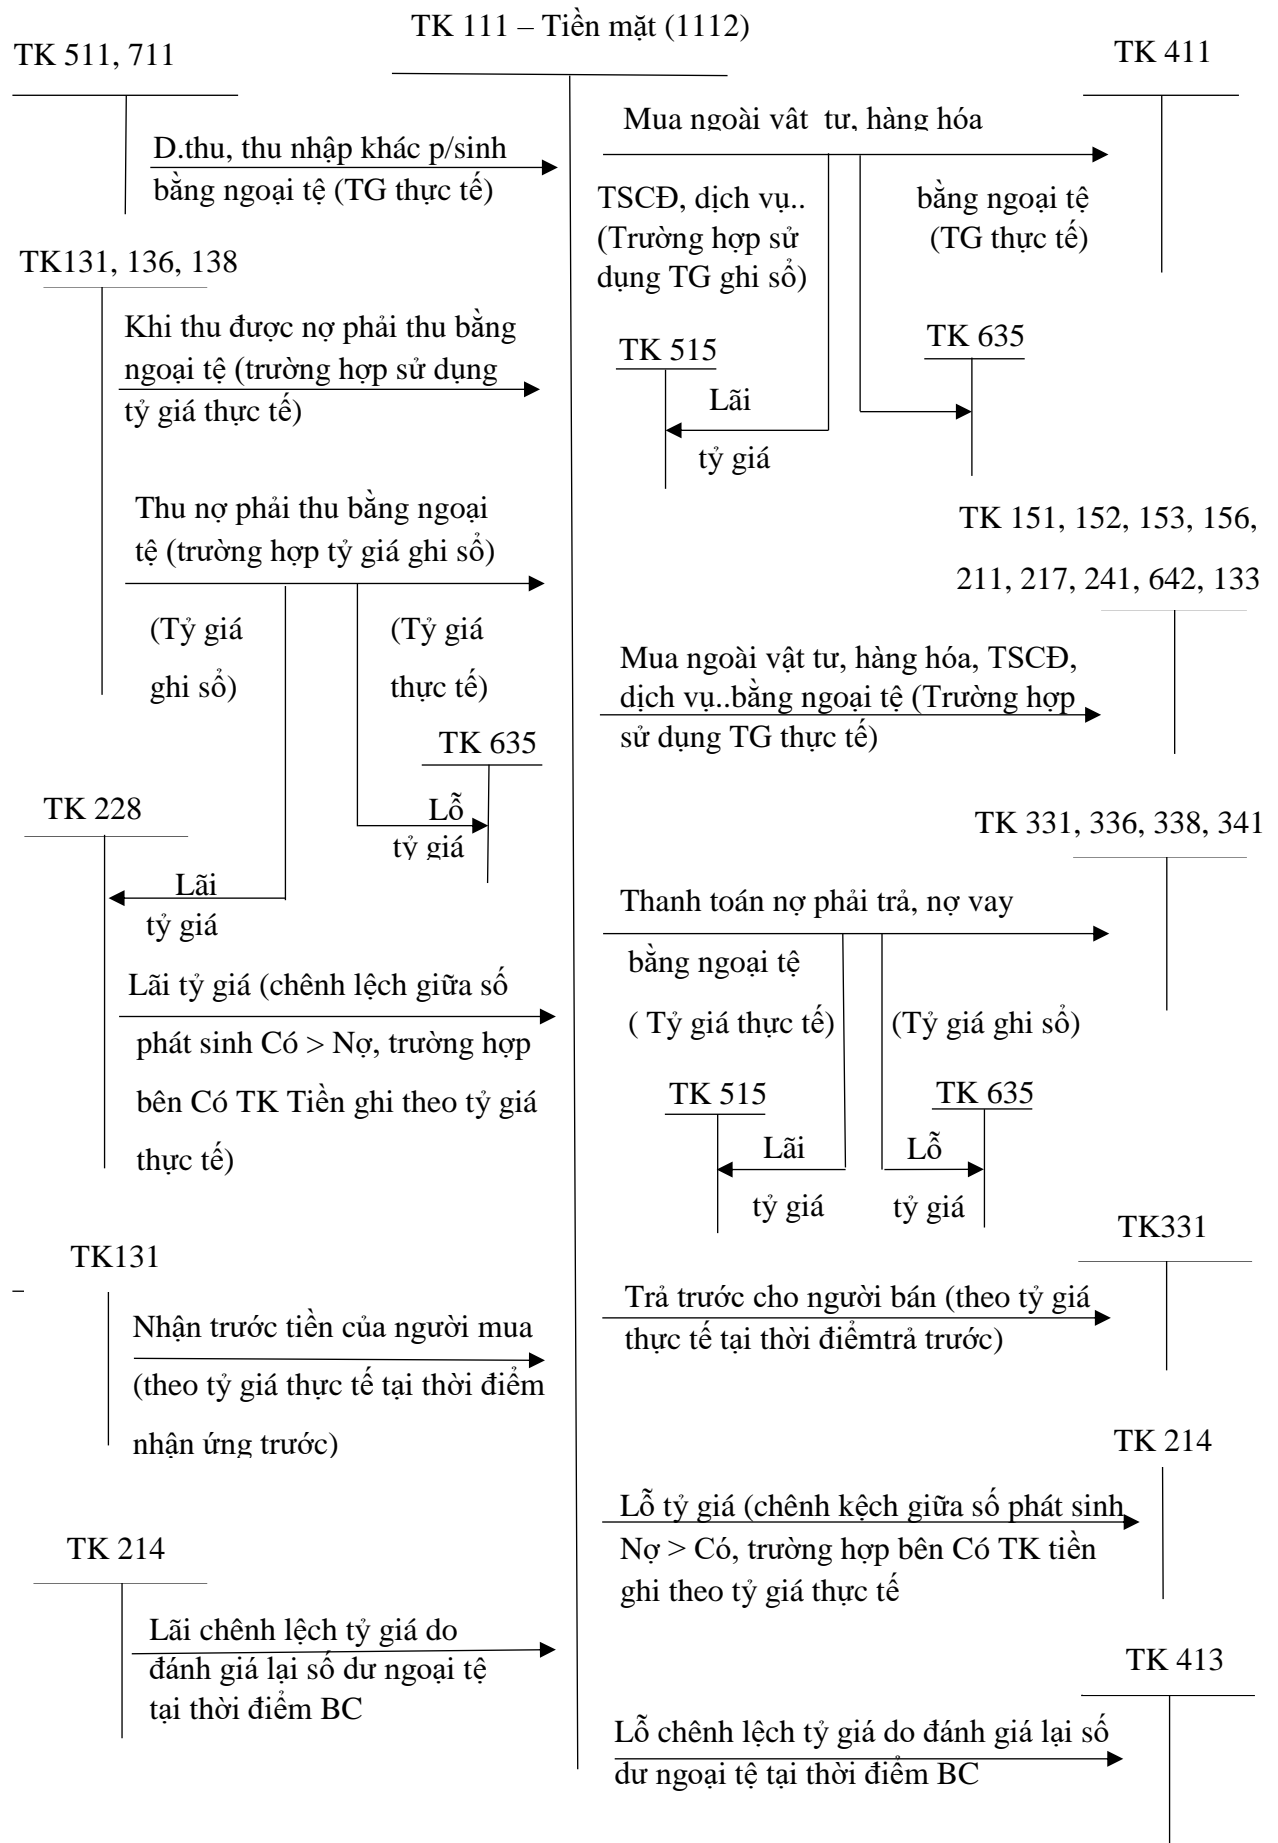 TK 111 – Tiền mặt (1112)
TK 511, 711
D.thu, thu nhập khác p/sinh
bằng ngoại tệ (TG thực tế)
TK131, 136, 138
Khi thu được nợ phải thu bằng
ngoại tệ (trường hợp sử dụng
tỷ giá thực tế)
Thu nợ phải thu bằng ngoại
tệ (trường hợp tỷ giá ghi sổ)
(Tỷ giá
ghi sổ)
(Tỷ giá
thực tế)
TK 635
Lỗ
tỷ giá
TK 228
Lãi
tỷ giá
Lãi tỷ giá (chênh lệch giữa số
phát sinh Có > Nợ, trường hợp
bên Có TK Tiền ghi theo tỷ giá
thực tế)
TK131
Nhận trước tiền của người mua
(theo tỷ giá thực tế tại thời điểm
nhận ứng trước)
TK 214
Lãi chênh lệch tỷ giá do
đánh giá lại số dư ngoại tệ
tại thời điểm BC
TK 411
Mua ngoài vật tư, hàng hóa
TSCĐ, dịch vụ..
(Trường hợp sử
dụng TG ghi sổ)
bằng ngoại tệ
(TG thực tế)
TK 515
Lãi
tỷ giá
TK 635
TK 151, 152, 153, 156,
211, 217, 241, 642, 133
Mua ngoài vật tư, hàng hóa, TSCĐ,
dịch vụ..bằng ngoại tệ (Trường hợp
sử dụng TG thực tế)
TK 331, 336, 338, 341
Thanh toán nợ phải trả, nợ vay
bằng ngoại tệ
( Tỷ giá thực tế)
(Tỷ giá ghi sổ)
TK 515
Lãi
tỷ giá
TK 635
Lỗ
tỷ giá
TK331
Trả trước cho người bán (theo tỷ giá
thực tế tại thời điểmtrả trước)
TK 214
Lỗ tỷ giá (chênh kệch giữa số phát sinh
Nợ > Có, trường hợp bên Có TK tiền
ghi theo tỷ giá thực tế
TK 413
Lỗ chênh lệch tỷ giá do đánh giá lại số
dư ngoại tệ tại thời điểm BC